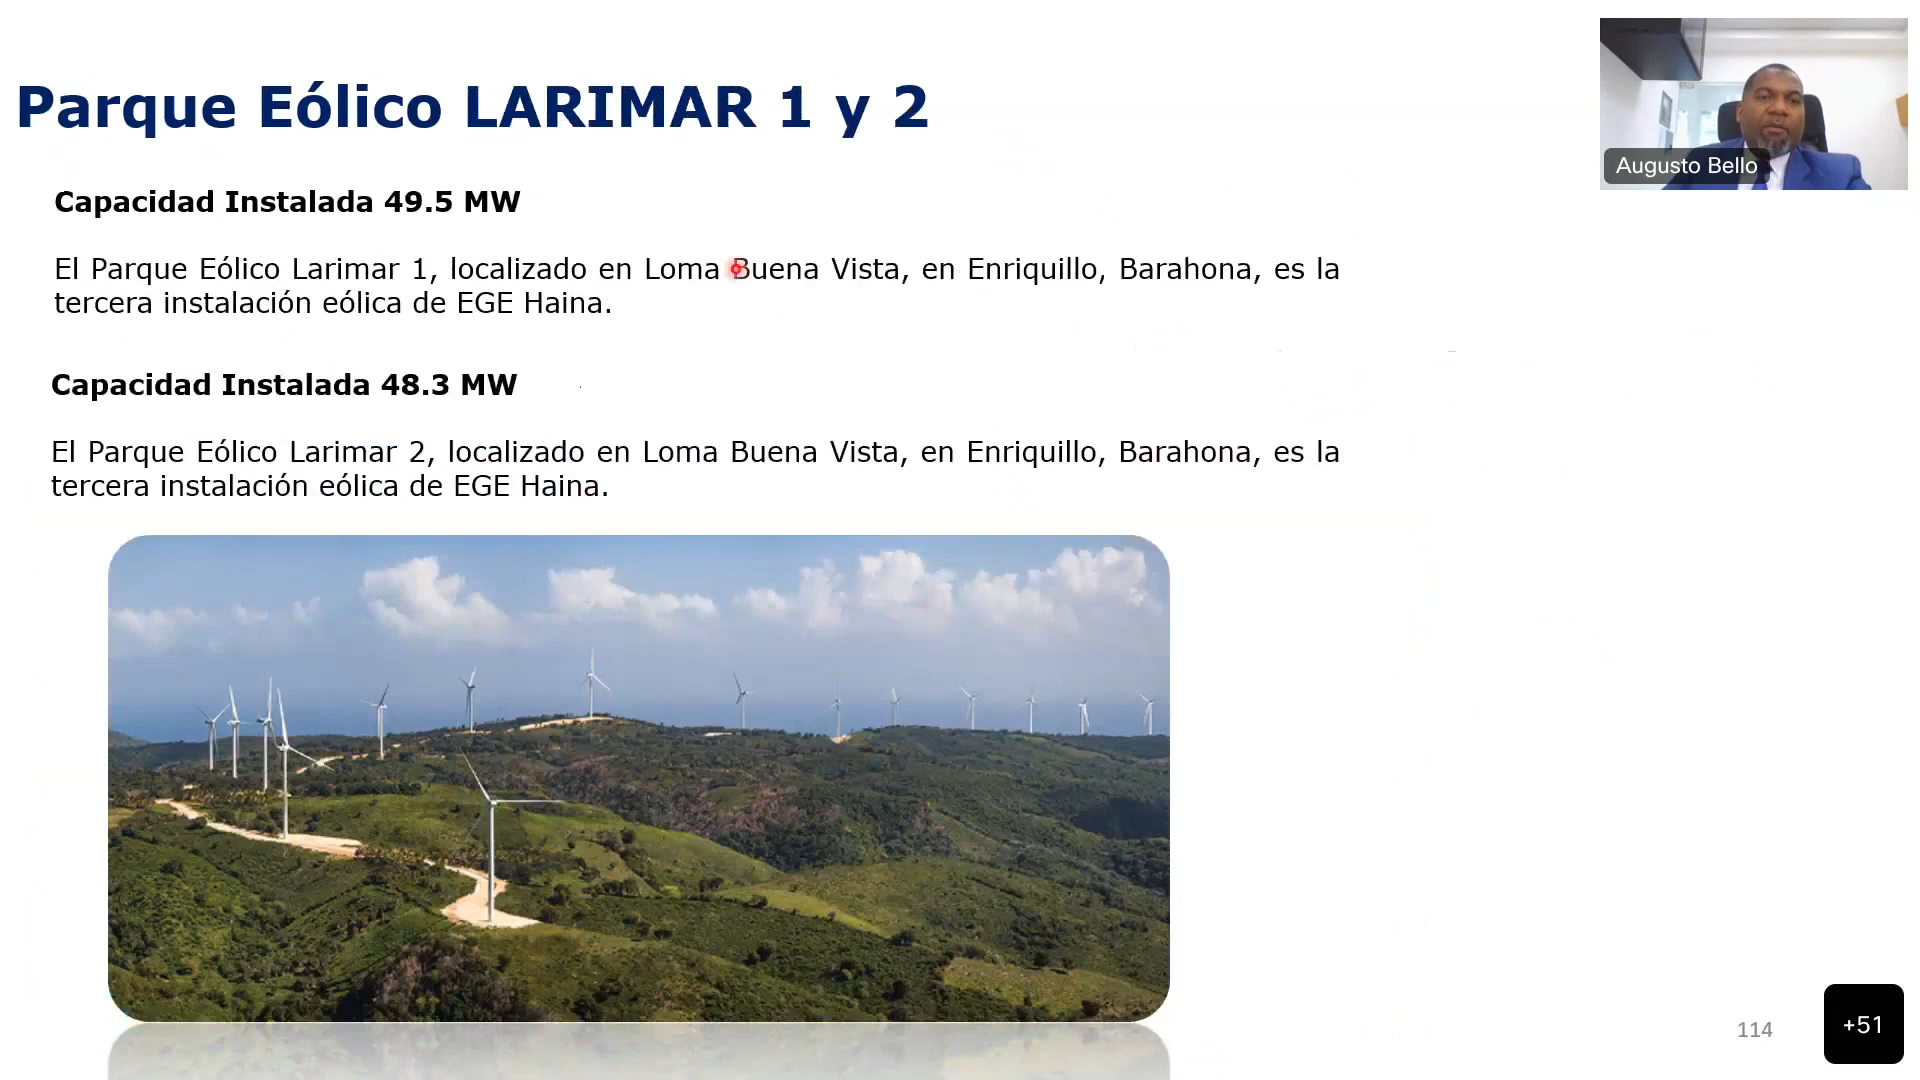 Parque Eólico LARIMAR 1 y 2
Augusto Bello
Capacidad Instalada 49.5 MW
El Parque Eólico Larimar 1, localizado en Loma Buena Vista, en Enriquillo, Barahona, es la
tercera instalación eólica de EGE Haina.
Capacidad Instalada 48.3 MW
El Parque Eólico Larimar 2, localizado en Loma Buena Vista, en Enriquillo, Barahona, es la
tercera instalación eólica de EGE Haina.
114
+51